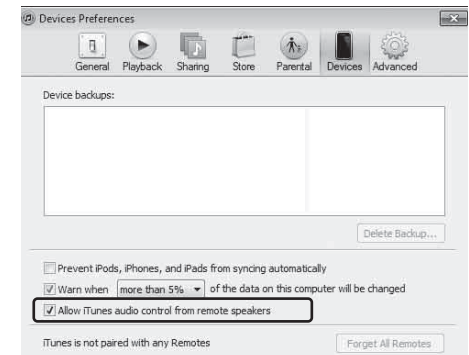 Devices Preferences
General Playback Sharing Store Parental Devices Advanced
Device backups:
Delete Backup...
Prevent iPods, iPhones, and iPads from syncing automatically
Warn when more than 5% of the data on this computer will be changed
Allow iTunes audio control from remote speakers
iTunes is not paired with any Remotes Forget All Remotes